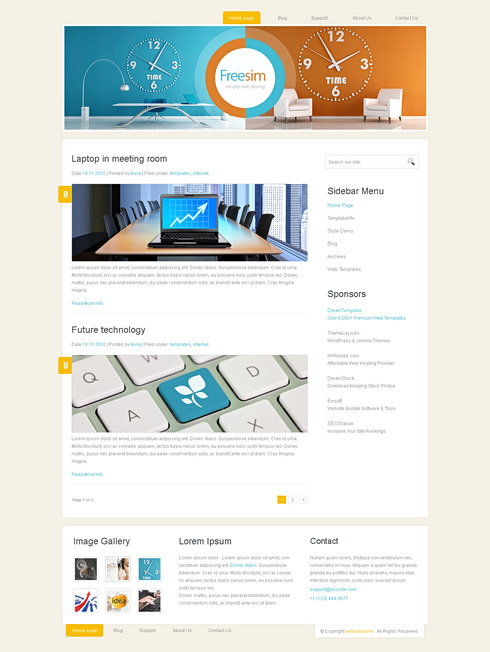 Home page Blog Support About Us Contact Us
TIME TIME
Freesim
simple web desing
Laptop in meeting room
Date 18.11.2010 | Posted by Anna | Filed under templates, internet
8
Lorem ipsum dolor sit amet, consectetuer adipiscing elit. Donec libero. Suspendisse bibendum. Cras id urna.
Morbi tincidunt, orci ac convallis aliquam, lectus turpis varius lorem, eu posuere nunc justo tempus leo. Donec
mattis, purus nec placerat bibendum, dui pede condimentum odio, ac blandit ante orci ut diam. Cras fringilla
magna.
Read More Info
Future technology
Date 18.11.2010 | Posted by Anna | Filed under templates, internet
8
Q W A D X
Lorem ipsum dolor sit amet, consectetuer adipiscing elit. Donec libero. Suspendisse bibendum. Cras id urna.
Morbi tincidunt, orci ac convallis aliquam, lectus turpis varius lorem, eu posuere nunc justo tempus leo. Donec
mattis, purus nec placerat bibendum, dui pede condimentum odio, ac blandit ante orci ut diam. Cras fringilla
magna.
Read More Info
Page 1 of 2
Search our site:
Sidebar Menu
Home Page
TemplateInfo
Style Demo
Blog
Archives
Web Templates
Sponsors
DreamTemplate
Over 6,000+ Premium Web Templates
ThemeLayouts
WordPress & Joomla Themes
ImHosted.com
Affordable Web Hosting Provider
DreamStock
Download Amazing Stock Photos
Evrsoft
Website Builder Software & Tools
SEOStation
Increase Your Site Rankings
Image Gallery
idea
Lorem Ipsum
Lorem ipsum dolor. Lorem ipsum dolor sit amet, con-
sectetuer adipiscing elit. Donec libero. Suspendisse
bibendum. Cras id urna. Morbi tincidunt, orci ac
convallis aliquam, lectus turpis varius lorem, eu posuere nunc
justo tempus leo.
Donec mattis, purus nec placerat bibendum, dui pede
condimentum odio, ac blandit ante orci ut diam.
Contact
Nullam quam lorem, tristique non vestibulum nec,
consectetur in risus. Aliquam a quam vel leo gravida
gravida eu porttitor dui. Nulla pharetra, mauris vitae
interdum dignissim, justo nunc suscipit ipsum.
support@yoursite.com
+1 (123) 444-5677
Home page Blog Support About Us Contact Us
© Copyright websitename. All Rights Reserved